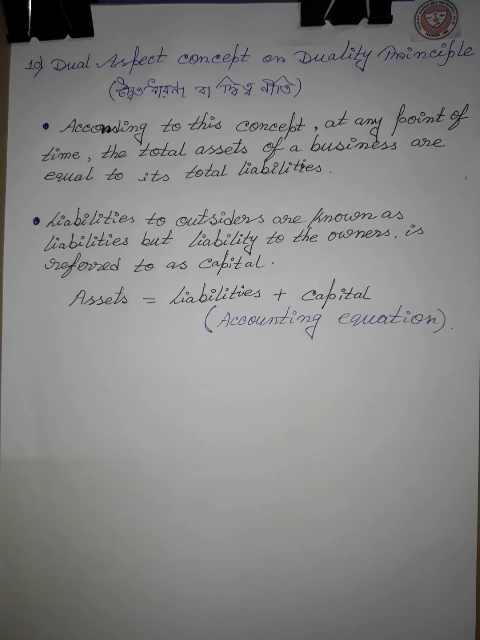 10) Dual Aspect concept or Duality Principle
• According to this concept, at any point of
time, the total assets of a business are
equal to its total liabilities.
• Liabilities to outsiders are known as
liabilities but liability to the owners is
referred to as capital.
Assets = Liabilities + Capital
(Accounting equation).